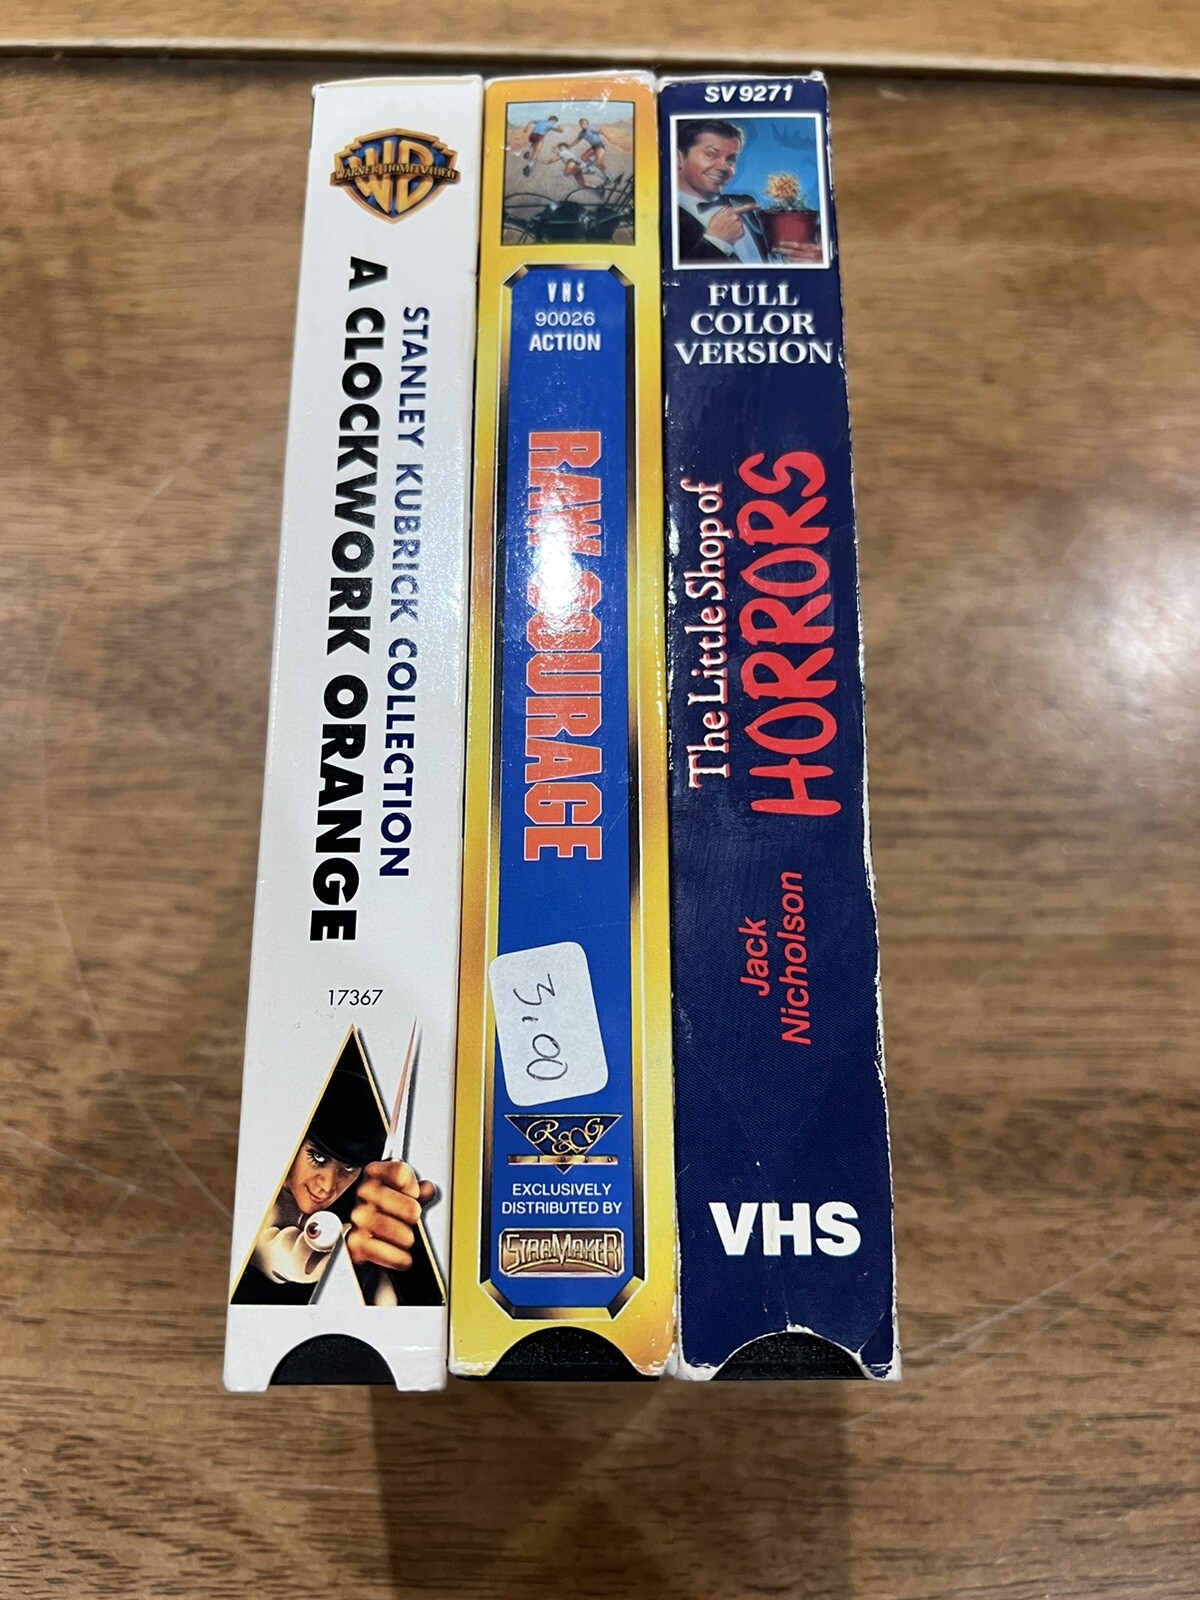 WB
WARNER HOME VIDEO
STANLEY KUBRICK COLLECTION
A CLOCKWORK ORANGE
17367
VHS
90026
ACTION
RAW COURAGE
3.00
R&G
VIDEO
EXCLUSIVELY
DISTRIBUTED BY
STARMAKER
SV 9271
FULL
COLOR
VERSION
The Little Shop of
HORRORS
Jack
Nicholson
VHS